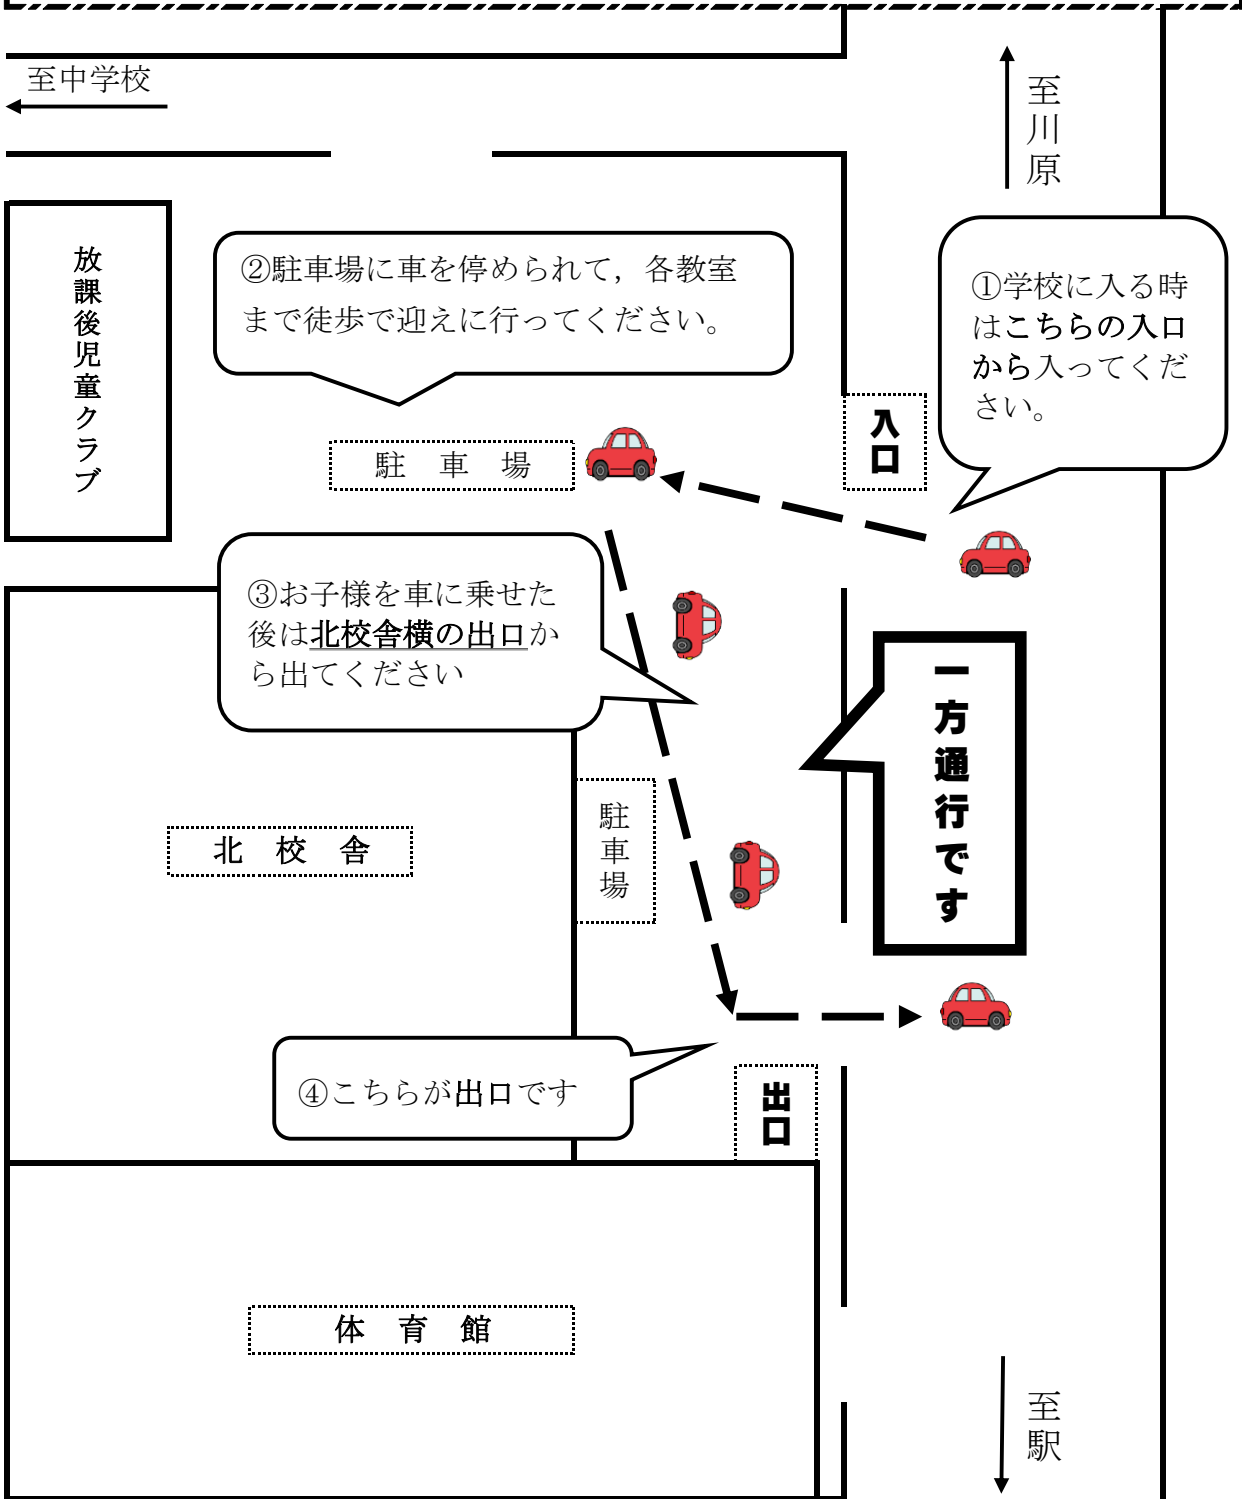 至中学校
至川原
放課後児童クラブ
②駐車場に車を停められて，各教室
まで徒歩で迎えに行ってください。
①学校に入る時
はこちらの入口
から入ってくだ
さい。
入口
駐 車 場
③お子様を車に乗せた
後は北校舎横の出口か
ら出てください
一方通行です
駐車場
北 校 舎
④こちらが出口です
出口
体 育 館
至駅